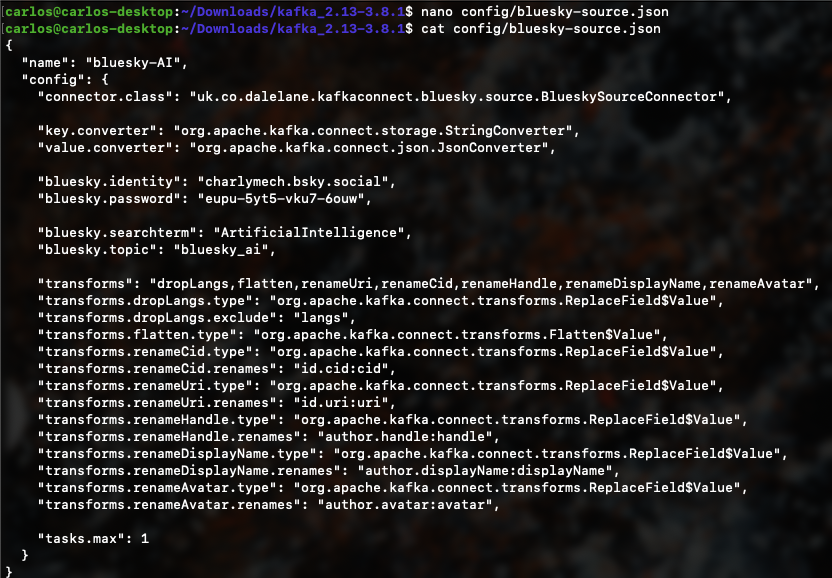 [carlos@carlos-desktop:~/Downloads/kafka_2.13-3.8.1$ nano config/bluesky-source.json
[carlos@carlos-desktop:~/Downloads/kafka_2.13-3.8.1$ cat config/bluesky-source.json
{
  "name": "bluesky-AI",
  "config": {
    "connector.class": "uk.co.dalelane.kafkaconnect.bluesky.source.BlueskySourceConnector",

    "key.converter": "org.apache.kafka.connect.storage.StringConverter",
    "value.converter": "org.apache.kafka.connect.json.JsonConverter",

    "bluesky.identity": "charlymech.bsky.social",
    "bluesky.password": "eupu-5yt5-vku7-6ouw",

    "bluesky.searchterm": "ArtificialIntelligence",
    "bluesky.topic": "bluesky_ai",

    "transforms": "dropLangs,flatten,renameUri,renameCid,renameHandle,renameDisplayName,renameAvatar",
    "transforms.dropLangs.type": "org.apache.kafka.connect.transforms.ReplaceField$Value",
    "transforms.dropLangs.exclude": "langs",
    "transforms.flatten.type": "org.apache.kafka.connect.transforms.Flatten$Value",
    "transforms.renameCid.type": "org.apache.kafka.connect.transforms.ReplaceField$Value",
    "transforms.renameCid.renames": "id.cid:cid",
    "transforms.renameUri.type": "org.apache.kafka.connect.transforms.ReplaceField$Value",
    "transforms.renameUri.renames": "id.uri:uri",
    "transforms.renameHandle.type": "org.apache.kafka.connect.transforms.ReplaceField$Value",
    "transforms.renameHandle.renames": "author.handle:handle",
    "transforms.renameDisplayName.type": "org.apache.kafka.connect.transforms.ReplaceField$Value",
    "transforms.renameDisplayName.renames": "author.displayName:displayName",
    "transforms.renameAvatar.type": "org.apache.kafka.connect.transforms.ReplaceField$Value",
    "transforms.renameAvatar.renames": "author.avatar:avatar",

    "tasks.max": 1
  }
}